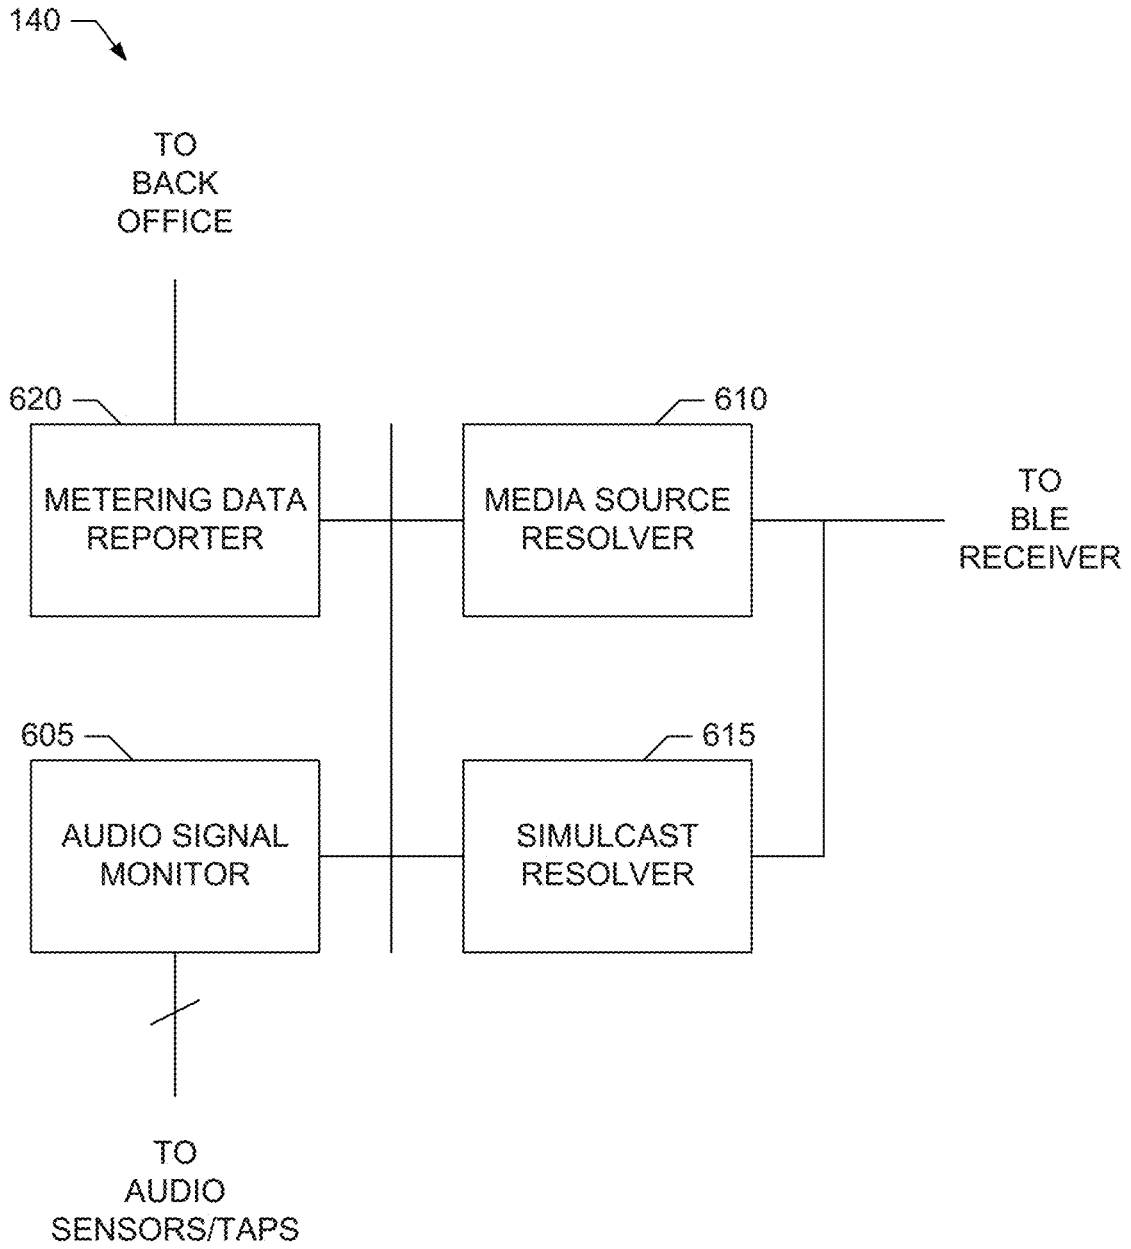 140
TO
BACK
OFFICE
620
METERING DATA
REPORTER
610
MEDIA SOURCE
RESOLVER
TO
BLE
RECEIVER
605
AUDIO SIGNAL
MONITOR
615
SIMULCAST
RESOLVER
TO
AUDIO
SENSORS/TAPS